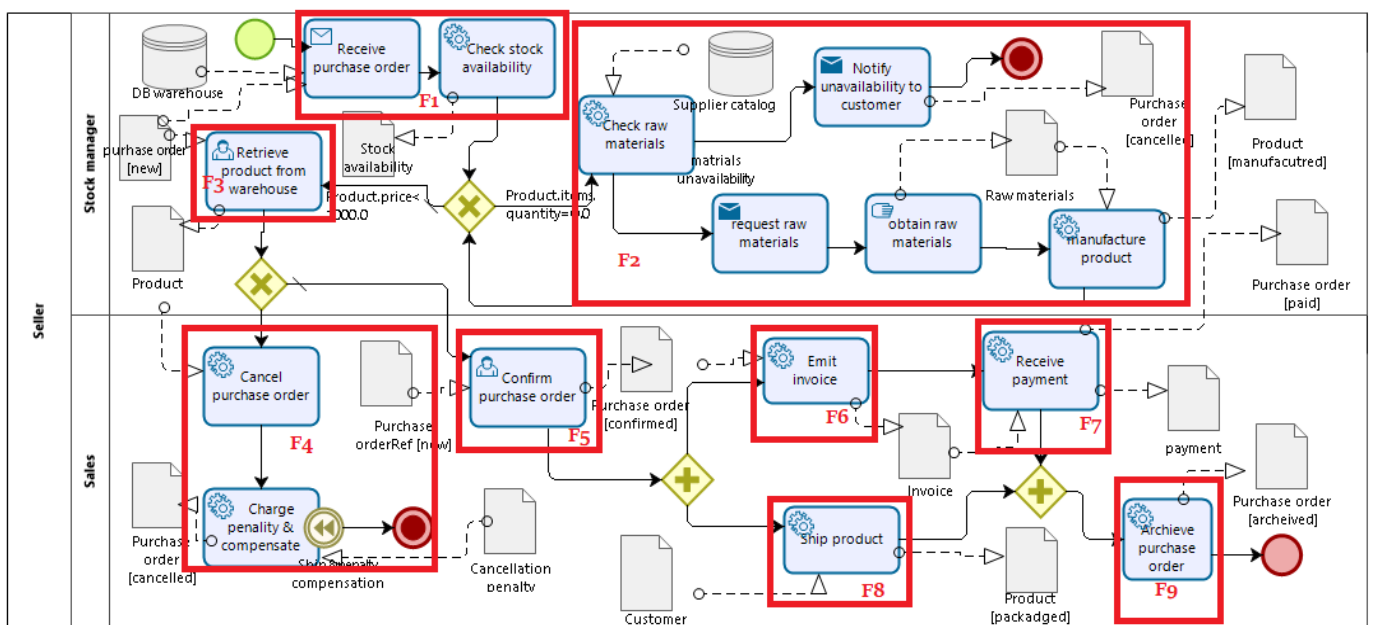 Seller
Stock manager
Sales
DB warehouse
Receive
purchase order
Check stock
availability
F1
purhase order
[new]
Stock
availability
Retrieve
product from
warehouse
F3
Product
Product.price<
Product.items.
quantity=0.0
Supplier catalog
Check raw
materials
matrials
unavailability
Notify
unavailability to
customer
Purchase
order
[cancelled]
Raw materials
request raw
materials
obtain raw
materials
manufacture
product
F2
Product
[manufacutred]
Purchase order
[paid]
Cancel
purchase order
F4
Charge
penality &
compensate
compensation
Purchase
order
[cancelled]
Cancellation
penalty
Purchase
orderRef [new]
Confirm
purchase order
F5
Purchase order
[confirmed]
Emit
invoice
F6
Invoice
Receive
payment
F7
payment
Customer
Ship product
F8
Product
[packadged]
Archieve
purchase
order
F9
Purchase order
[archeived]